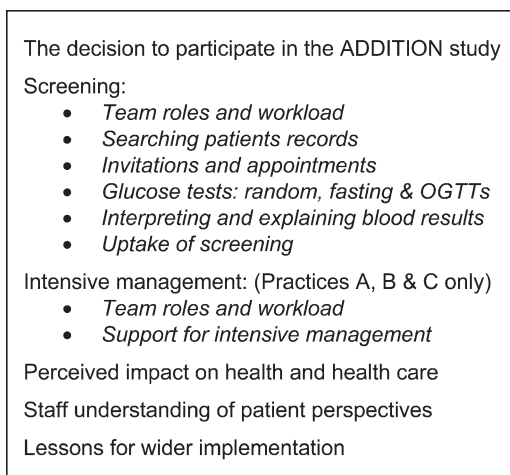 The decision to participate in the ADDITION study
Screening:
• Team roles and workload
• Searching patients records
• Invitations and appointments
• Glucose tests: random, fasting & OGTTs
• Interpreting and explaining blood results
• Uptake of screening
Intensive management: (Practices A, B & C only)
• Team roles and workload
• Support for intensive management
Perceived impact on health and health care
Staff understanding of patient perspectives
Lessons for wider implementation